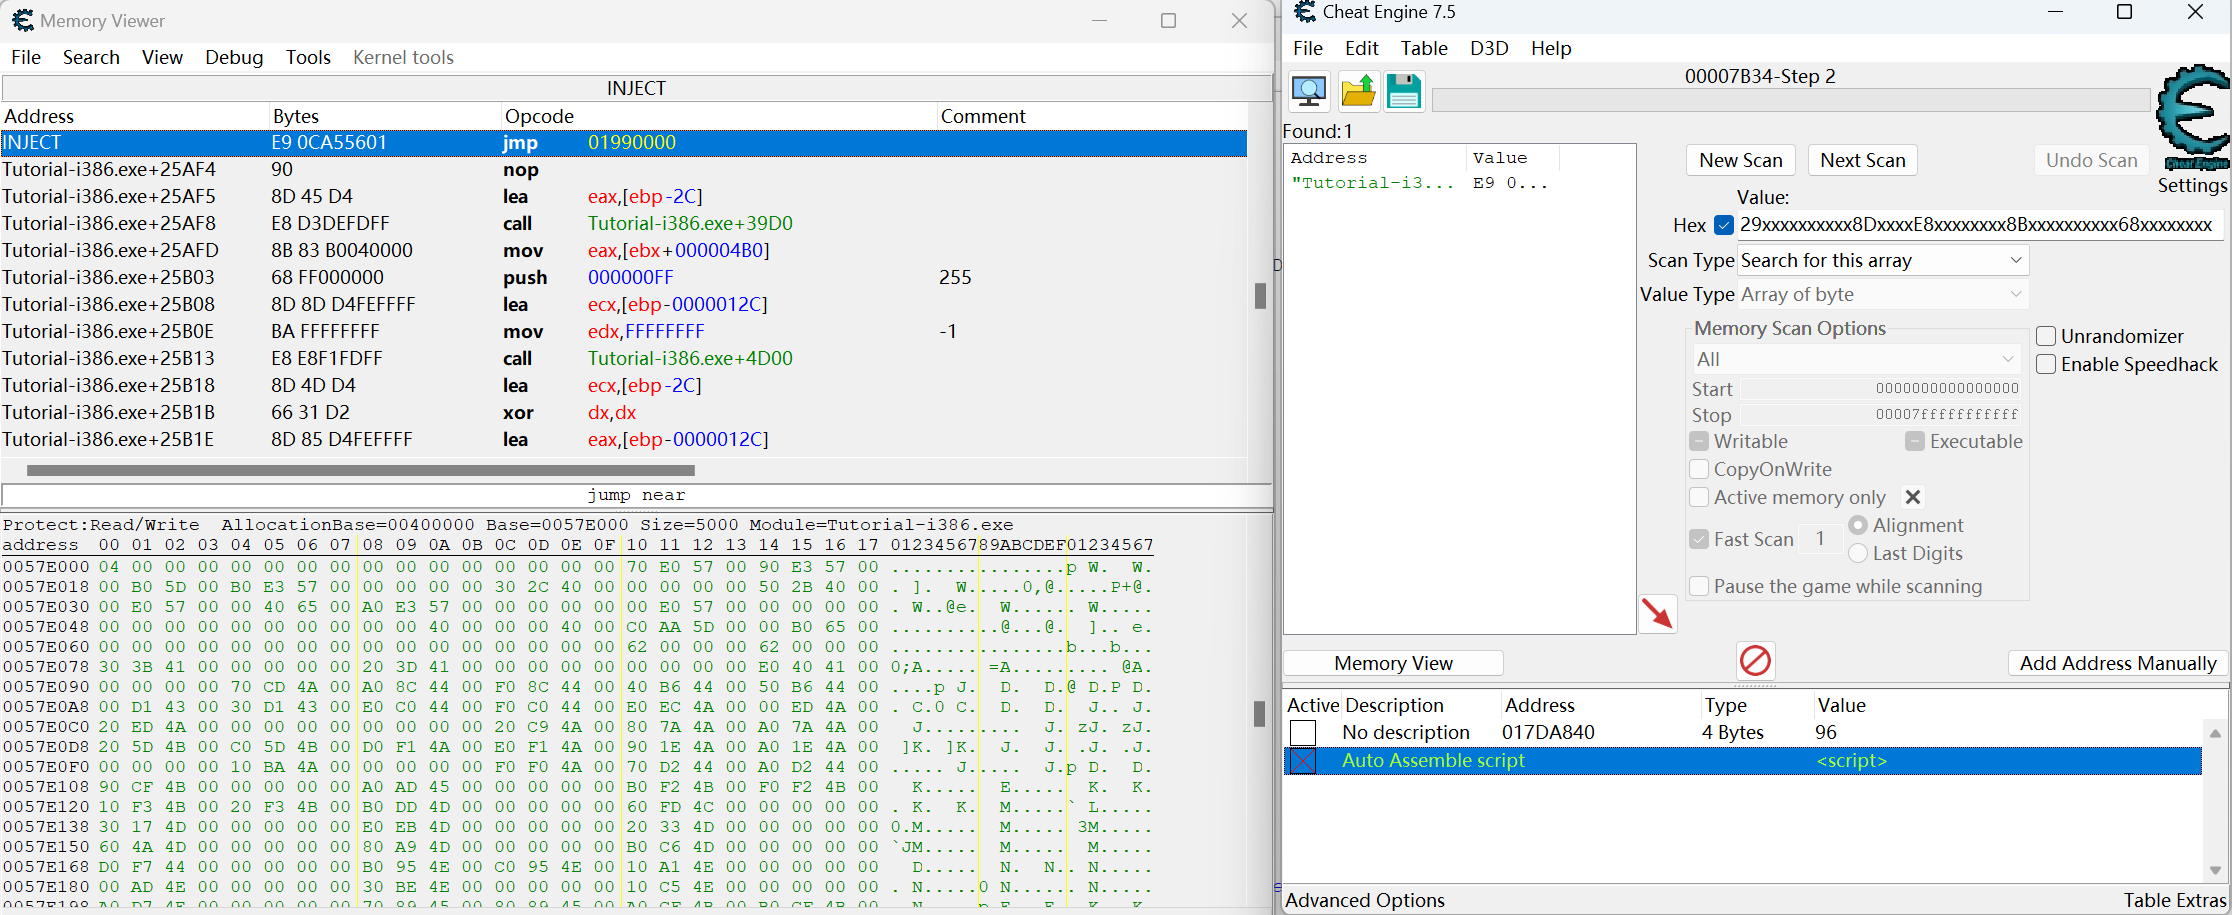 Memory Viewer
File Search View Debug Tools Kernel tools
INJECT
Address Bytes Opcode Comment
INJECT E9 0CA55601 jmp 01990000
Tutorial-i386.exe+25AF4 90 nop
Tutorial-i386.exe+25AF5 8D 45 D4 lea eax,[ebp-2C]
Tutorial-i386.exe+25AF8 E8 D3DEFDFF call Tutorial-i386.exe+39D0
Tutorial-i386.exe+25AFD 8B 83 B0040000 mov eax,[ebx+000004B0]
Tutorial-i386.exe+25B03 68 FF000000 push 000000FF 255
Tutorial-i386.exe+25B08 8D 8D D4FEFFFF lea ecx,[ebp-0000012C]
Tutorial-i386.exe+25B0E BA FFFFFFFF mov edx,FFFFFFFF -1
Tutorial-i386.exe+25B13 E8 E8F1FDFF call Tutorial-i386.exe+4D00
Tutorial-i386.exe+25B18 8D 4D D4 lea ecx,[ebp-2C]
Tutorial-i386.exe+25B1B 66 31 D2 xor dx,dx
Tutorial-i386.exe+25B1E 8D 85 D4FEFFFF lea eax,[ebp-0000012C]
jump near
Protect:Read/Write AllocationBase=00400000 Base=0057E000 Size=5000 Module=Tutorial-i386.exe
address 00 01 02 03 04 05 06 07 08 09 0A 0B 0C 0D 0E 0F 10 11 12 13 14 15 16 17 0123456789ABCDEF01234567
0057E000 04 00 00 00 00 00 00 00 00 00 00 00 00 00 00 00 70 E0 57 00 90 E3 57 00 ................p W. W.
0057E018 00 B0 5D 00 B0 E3 57 00 00 00 00 00 30 2C 40 00 00 00 00 00 50 2B 40 00 . ]. W.....0,@.....P+@.
0057E030 00 E0 57 00 00 40 65 00 A0 E3 57 00 00 00 00 00 00 E0 57 00 00 00 00 00 . W..@e. W...... W.....
0057E048 00 00 00 00 00 00 00 00 00 00 40 00 00 00 40 00 C0 AA 5D 00 00 B0 65 00 ..........@...@. ].. e.
0057E060 00 00 00 00 00 00 00 00 00 00 00 00 00 00 00 00 62 00 00 00 62 00 00 00 ................b...b...
0057E078 30 3B 41 00 00 00 00 00 20 3D 41 00 00 00 00 00 00 00 00 00 E0 40 41 00 0;A..... =A......... @A.
0057E090 00 00 00 00 70 CD 4A 00 A0 8C 44 00 F0 8C 44 00 40 B6 44 00 50 B6 44 00 ....p J. D. D.@ D.P D.
0057E0A8 00 D1 43 00 30 D1 43 00 E0 C0 44 00 F0 C0 44 00 E0 EC 4A 00 00 ED 4A 00 . C.0 C. D. D. J.. J.
0057E0C0 20 ED 4A 00 00 00 00 00 00 00 00 00 20 C9 4A 00 80 7A 4A 00 A0 7A 4A 00 J......... J. zJ. zJ.
0057E0D8 20 5D 4B 00 C0 5D 4B 00 D0 F1 4A 00 E0 F1 4A 00 90 1E 4A 00 A0 1E 4A 00 ]K. ]K. J. J. .J. .J.
0057E0F0 00 00 00 00 10 BA 4A 00 00 00 00 00 F0 F0 4A 00 70 D2 44 00 A0 D2 44 00 ..... J..... J.p D. D.
0057E108 90 CF 4B 00 00 00 00 00 A0 AD 45 00 00 00 00 00 B0 F2 4B 00 F0 F2 4B 00 K..... E..... K. K.
0057E120 10 F3 4B 00 20 F3 4B 00 B0 DD 4D 00 00 00 00 00 60 FD 4C 00 00 00 00 00 . K. K. M.....` L.....
0057E138 30 17 4D 00 00 00 00 00 E0 EB 4D 00 00 00 00 00 20 33 4D 00 00 00 00 00 0.M..... M..... 3M.....
0057E150 60 4A 4D 00 00 00 00 00 80 A9 4D 00 00 00 00 00 B0 C6 4D 00 00 00 00 00 `JM..... M..... M.....
0057E168 D0 F7 44 00 00 00 00 00 B0 95 4E 00 C0 95 4E 00 10 A1 4E 00 00 00 00 00 D..... N. N.. N.....
0057E180 00 AD 4E 00 00 00 00 00 30 BE 4E 00 00 00 00 00 10 C5 4E 00 00 00 00 00 . N.....0 N...... N.....
0057E198 A0 D7 4E 00 00 00 00 00 70 89 45 00 80 89 45 00 A0 CE 4B 00 B0 CE 4B 00
Cheat Engine 7.5
File Edit Table D3D Help
00007B34-Step 2
Found:1
Address Value
"Tutorial-i3... E9 0...
New Scan Next Scan Undo Scan
Cheat Engine
Settings
Value:
Hex 29xxxxxxxxxx8DxxxxE8xxxxxxxx8Bxxxxxxxxxx68xxxxxxxx
Scan Type Search for this array
Value Type Array of byte
Memory Scan Options
All
Start 0000000000000000
Stop 00007fffffffffff
Writable Executable
CopyOnWrite
Active memory only
Fast Scan 1 Alignment
Last Digits
Pause the game while scanning
Unrandomizer
Enable Speedhack
Memory View Add Address Manually
Active Description Address Type Value
No description 017DA840 4 Bytes 96
Auto Assemble script <script>
Advanced Options Table Extras